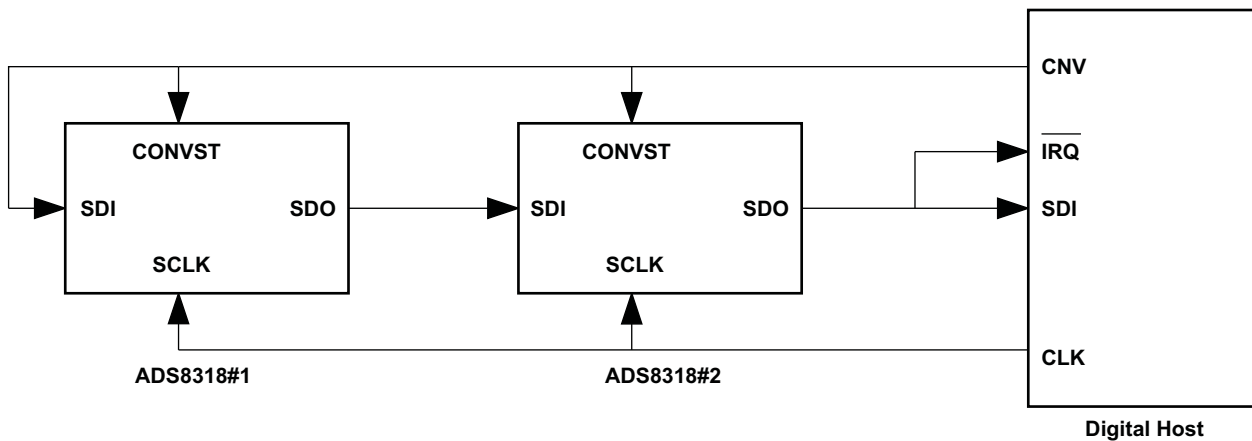 CNV
CONVST
CONVST
IRQ
SDI
SDO
SDI
SDO
SDI
SCLK
SCLK
CLK
ADS8318#1
ADS8318#2
Digital Host